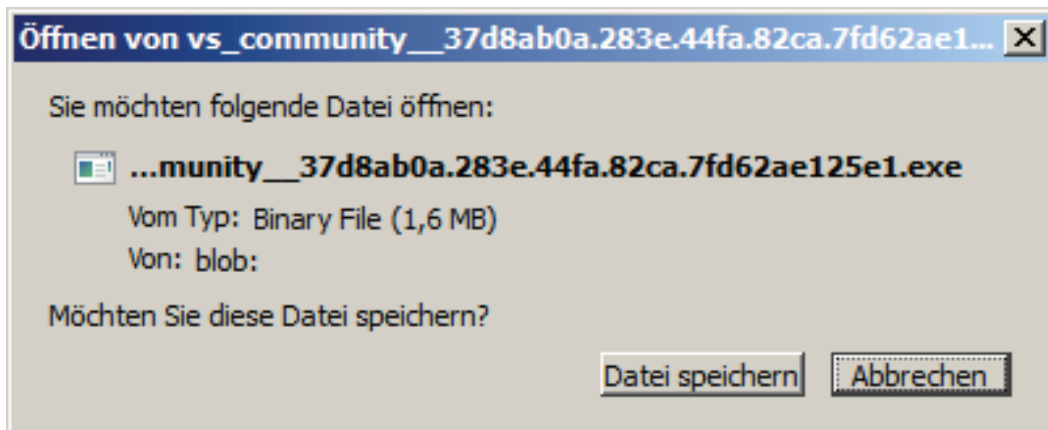 Öffnen von vs_community__37d8ab0a.283e.44fa.82ca.7fd62ae1...
Sie möchten folgende Datei öffnen:
...munity__37d8ab0a.283e.44fa.82ca.7fd62ae125e1.exe
Vom Typ: Binary File (1,6 MB)
Von: blob:
Möchten Sie diese Datei speichern?
Datei speichern Abbrechen